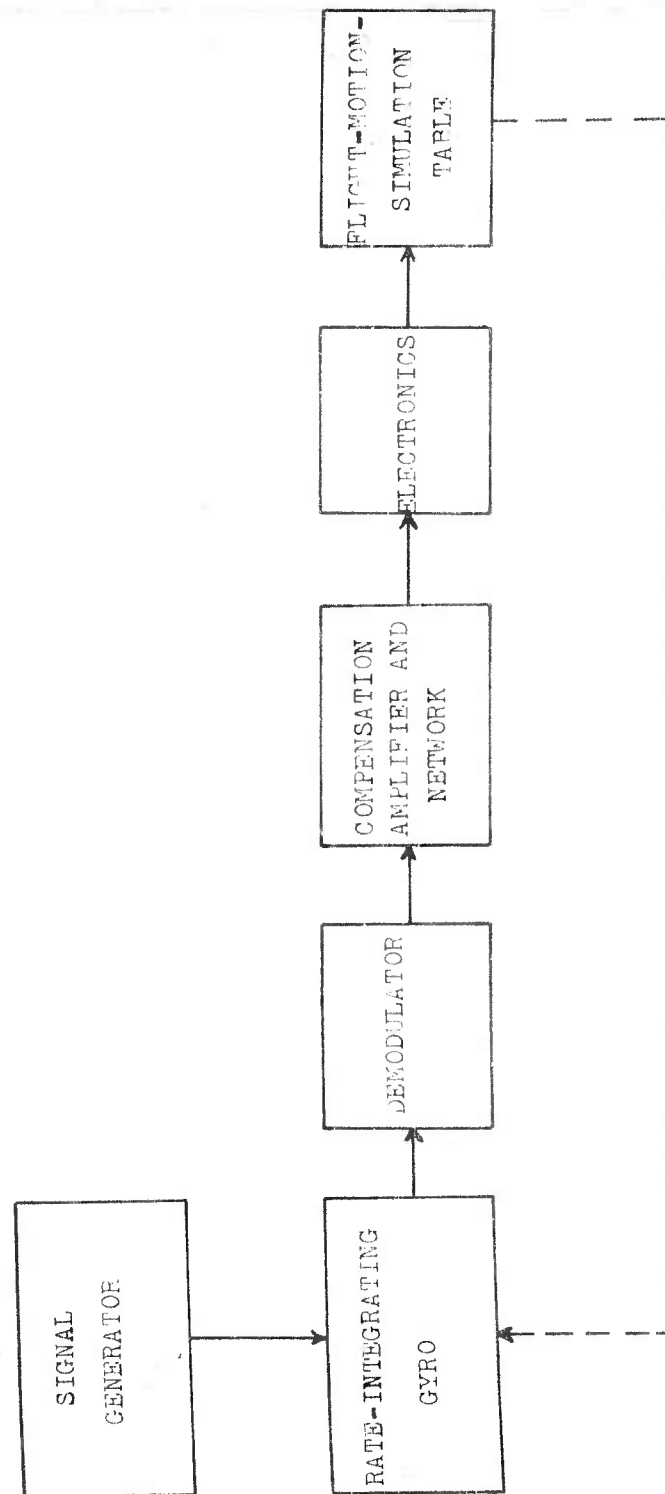 SIGNAL
GENERATOR
RATE-INTEGRATING
GYRO
DEMODULATOR
COMPENSATION
AMPLIFIER AND
NETWORK
ELECTRONICS
FLIGHT-MOTION-
SIMULATION
TABLE